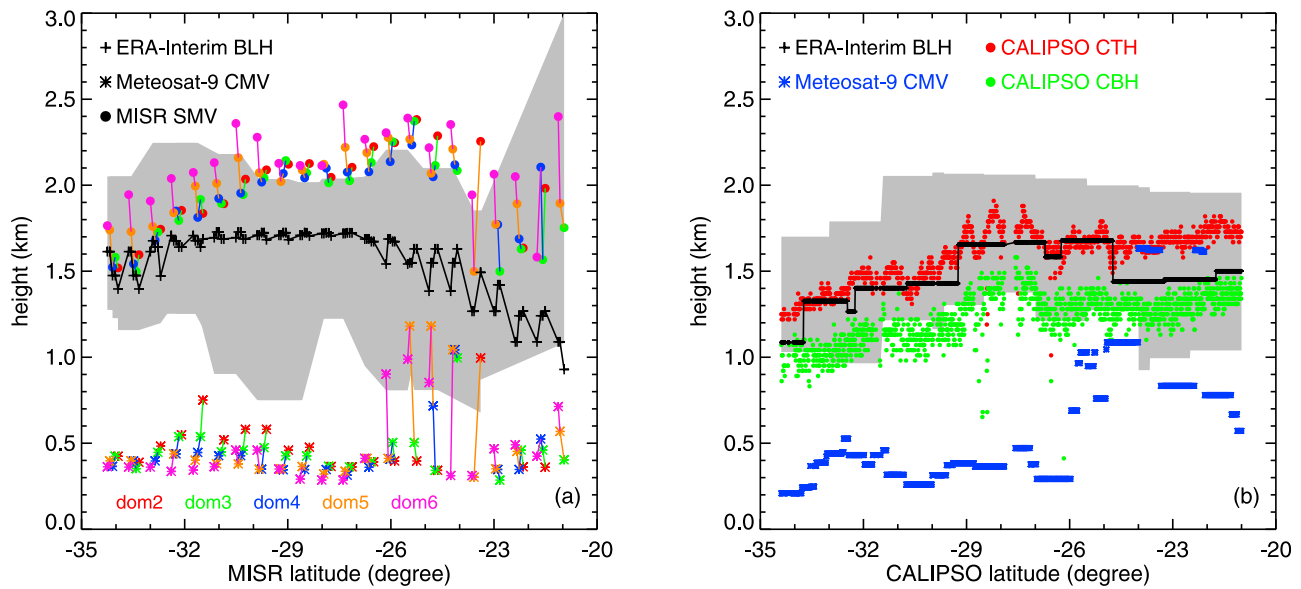 3.0
2.5
2.0
1.5
1.0
0.5
0.0
height (km)
ERA-Interim BLH
Meteosat-9 CMV
MISR SMV
dom2 dom3 dom4 dom5 dom6
(a)
-35 -32 -29 -26 -23 -20
MISR latitude (degree)
3.0
2.5
2.0
1.5
1.0
0.5
0.0
height (km)
ERA-Interim BLH CALIPSO CTH
Meteosat-9 CMV CALIPSO CBH
(b)
-35 -32 -29 -26 -23 -20
CALIPSO latitude (degree)